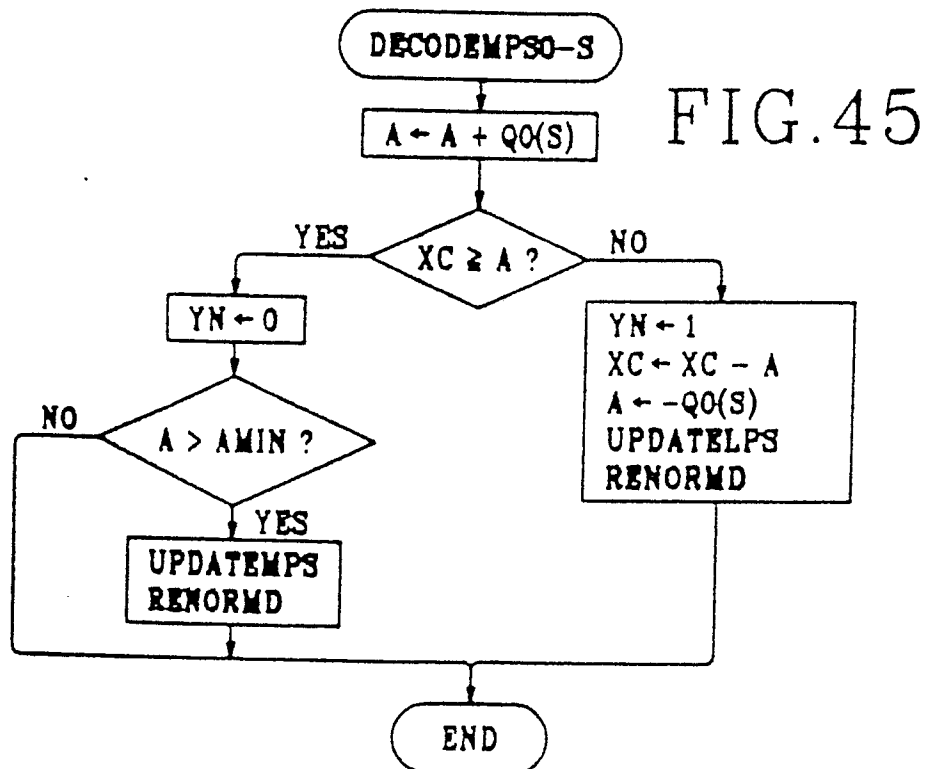 DECODEMPS0-S
FIG.45
A ← A + Q0(S)
XC ≧ A ?
YES
NO
YN ← 0
YN ← 1
XC ← XC - A
A ← -Q0(S)
UPDATELPS
RENORMD
A > AMIN ?
NO
YES
UPDATEMPS
RENORMD
END